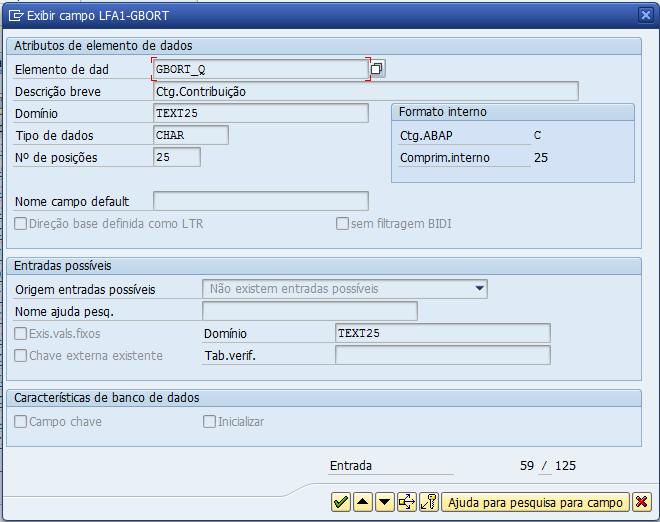 Exibir campo LFA1-GBORT
Atributos de elemento de dados
Elemento de dad GBORT_Q
Descrição breve Ctg.Contribuição
Domínio TEXT25
Formato interno
Tipo de dados CHAR
Ctg.ABAP C
Nº de posições 25
Comprim.interno 25
Nome campo default
Direção base definida como LTR sem filtragem BIDI
Entradas possíveis
Origem entradas possíveis Não existem entradas possíveis
Nome ajuda pesq.
Exis.vals.fixos Domínio TEXT25
Chave externa existente Tab.verif.
Características de banco de dados
Campo chave Inicializar
Entrada 59 / 125
Ajuda para pesquisa para campo